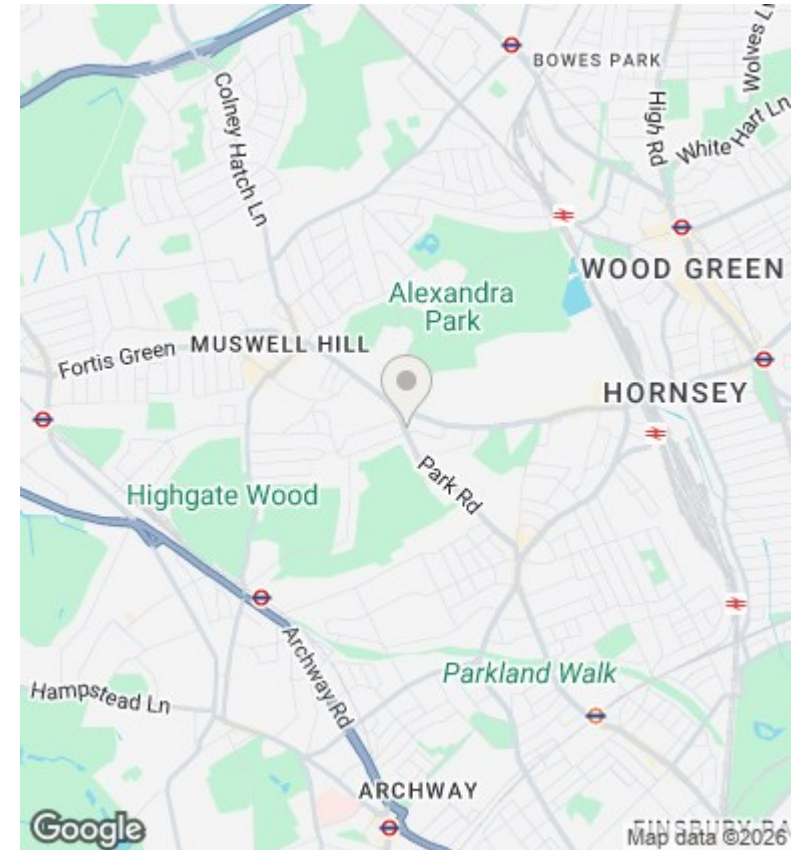 BOWES PARK
Wolves Ln
High Rd
White Hart Ln
Colney Hatch Ln
WOOD GREEN
Alexandra
Park
Fortis Green
MUSWELL HILL
HORNSEY
Park Rd
Highgate Wood
Archway Rd
Parkland Walk
Hampstead Ln
ARCHWAY
Google
Map data ©2026